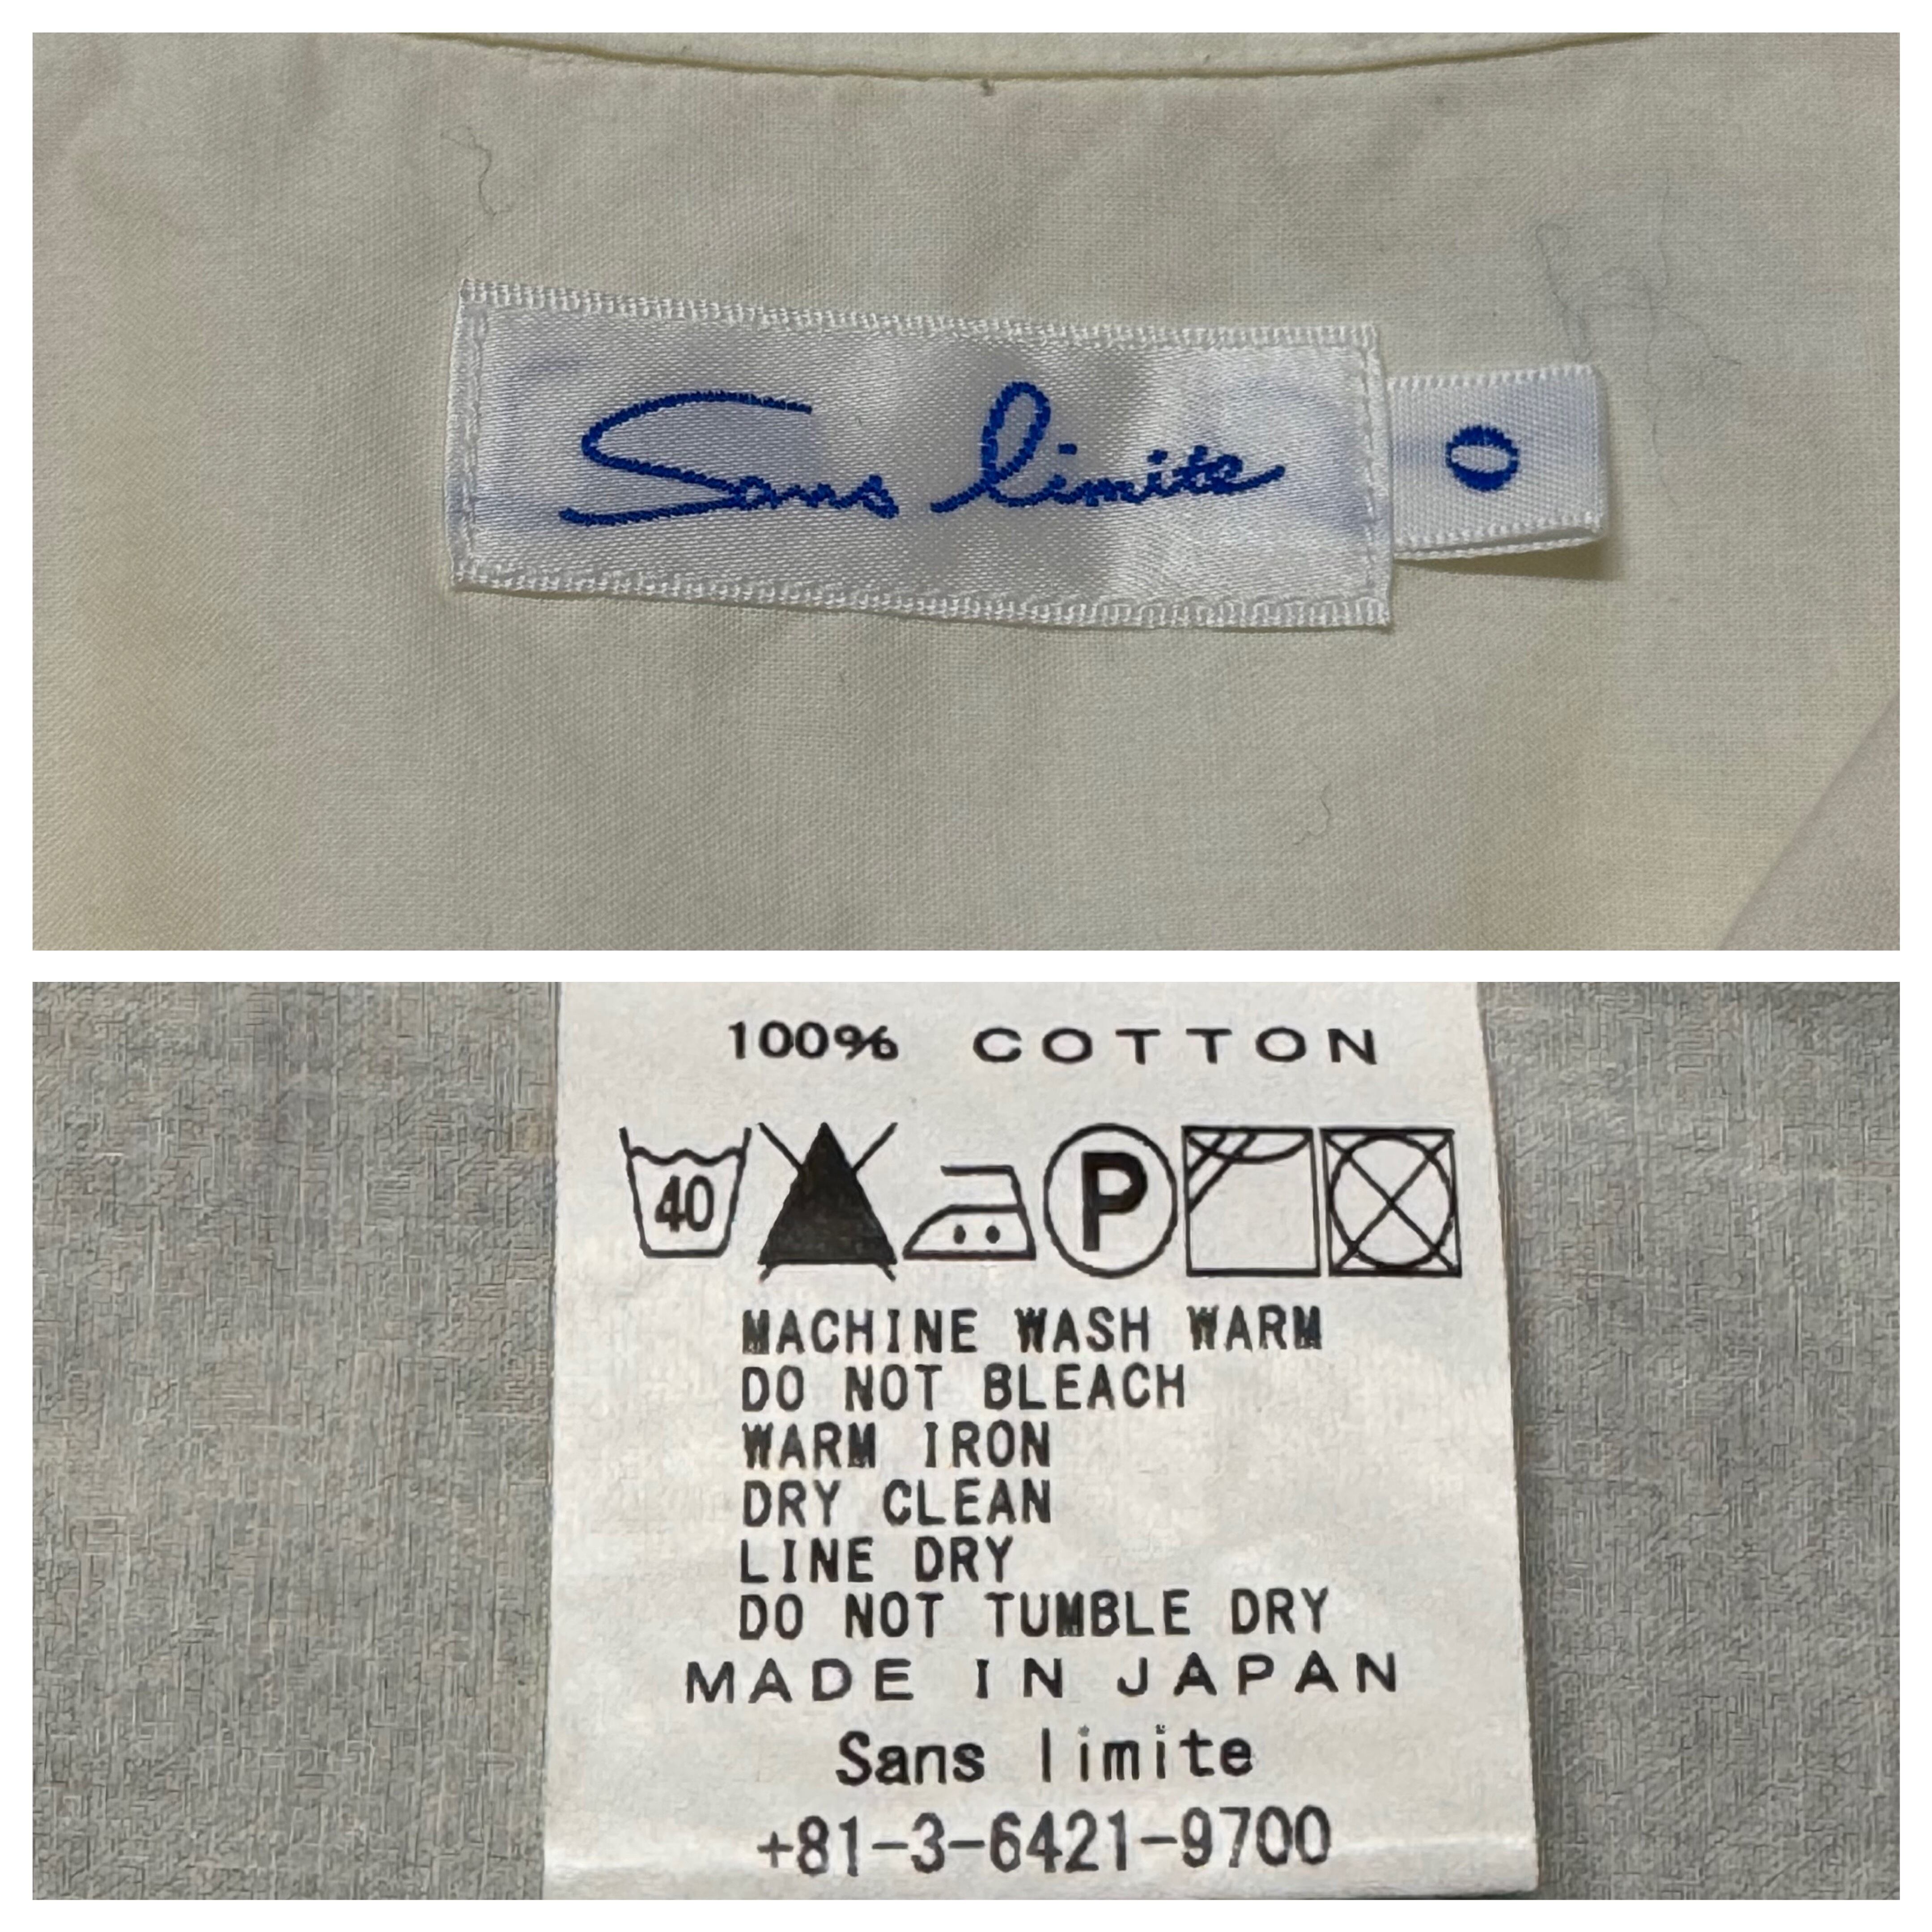 Sans limite
0
100% COTTON
40
P
MACHINE WASH WARM
DO NOT BLEACH
WARM IRON
DRY CLEAN
LINE DRY
DO NOT TUMBLE DRY
MADE IN JAPAN
Sans limite
+81-3-6421-9700